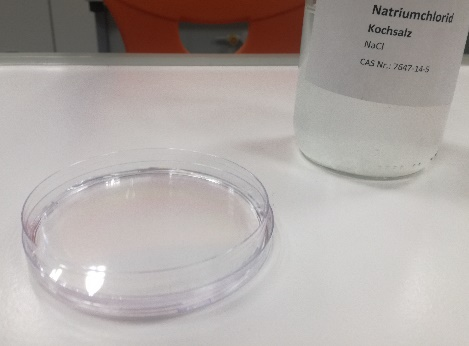 Natriumchlorid
Kochsalz
NaCl
CAS Nr.: 7647-14-5